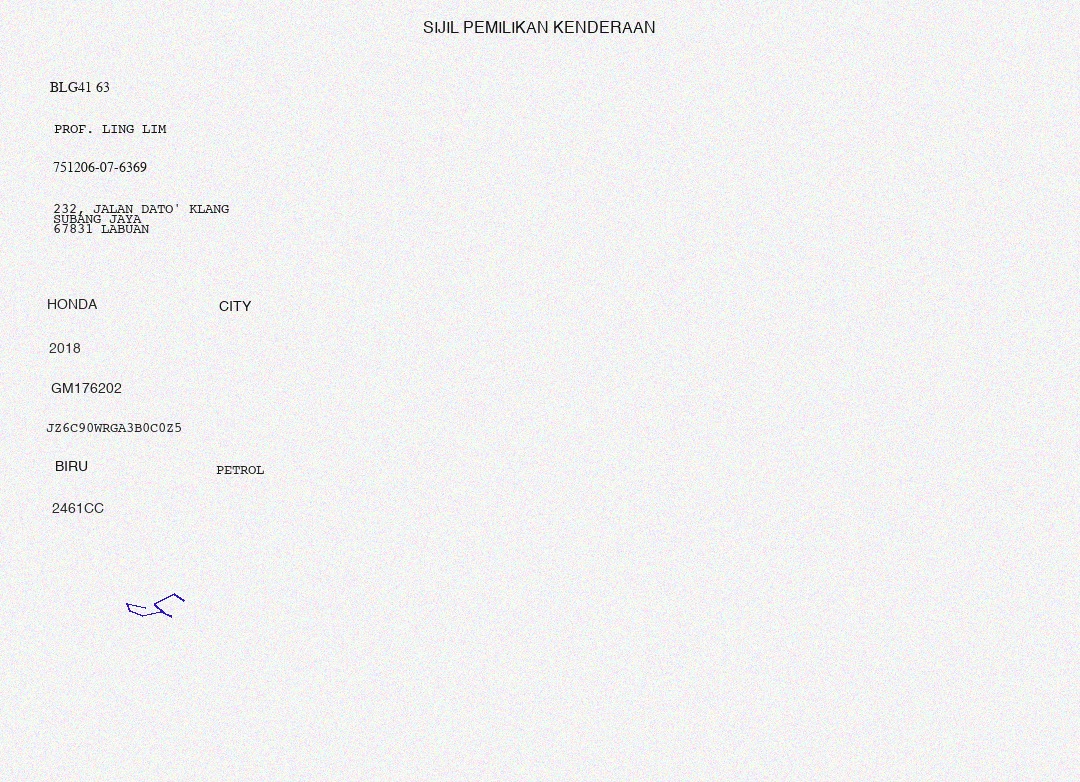 SIJIL PEMILIKAN KENDERAAN
BLG41 63
PROF. LING LIM
751206-07-6369
232, JALAN DATO' KLANG
SUBANG JAYA
67831 LABUAN
HONDA CITY
2018
GM176202
JZ6C90WRGA3B0C0Z5
BIRU PETROL
2461CC